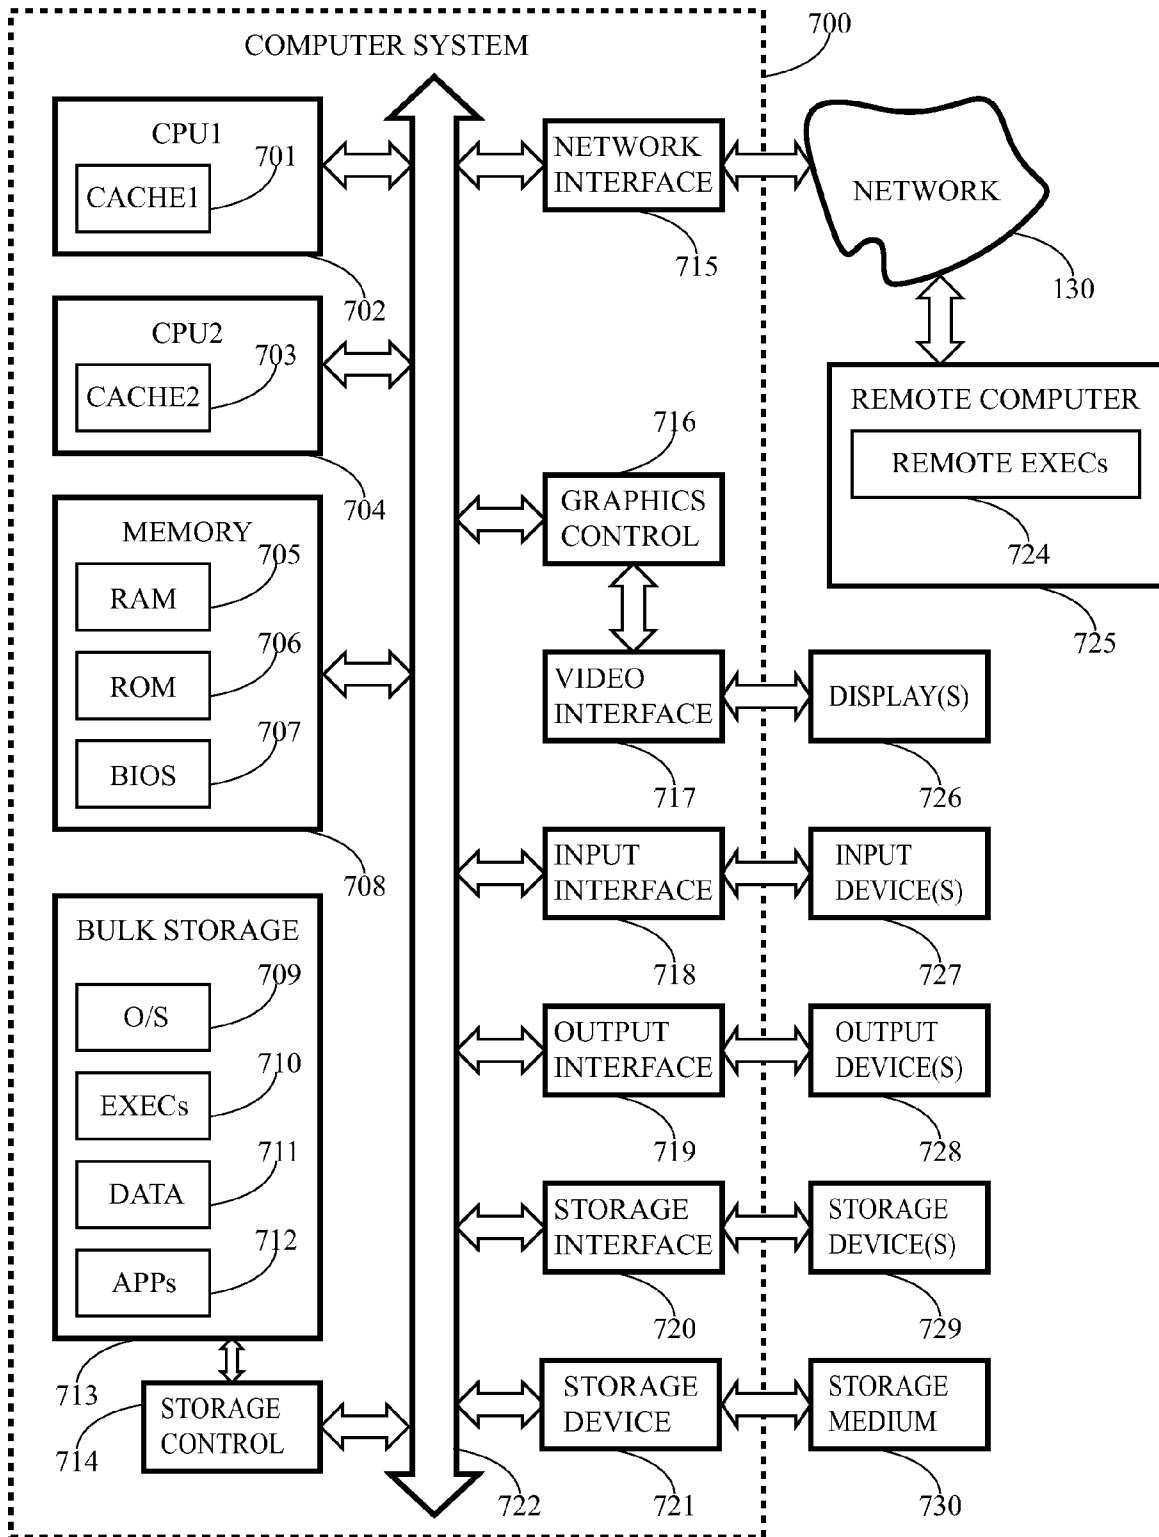 COMPUTER SYSTEM
700
CPU1
CACHE1
701
702
CPU2
CACHE2
703
704
MEMORY
RAM
705
ROM
706
BIOS
707
708
BULK STORAGE
O/S
709
EXECs
710
DATA
711
APPs
712
713
STORAGE
CONTROL
714
722
NETWORK
INTERFACE
715
NETWORK
130
REMOTE COMPUTER
REMOTE EXECs
724
725
716
GRAPHICS
CONTROL
VIDEO
INTERFACE
717
DISPLAY(S)
726
INPUT
INTERFACE
718
INPUT
DEVICE(S)
727
OUTPUT
INTERFACE
719
OUTPUT
DEVICE(S)
728
STORAGE
INTERFACE
720
STORAGE
DEVICE(S)
729
STORAGE
DEVICE
721
STORAGE
MEDIUM
730